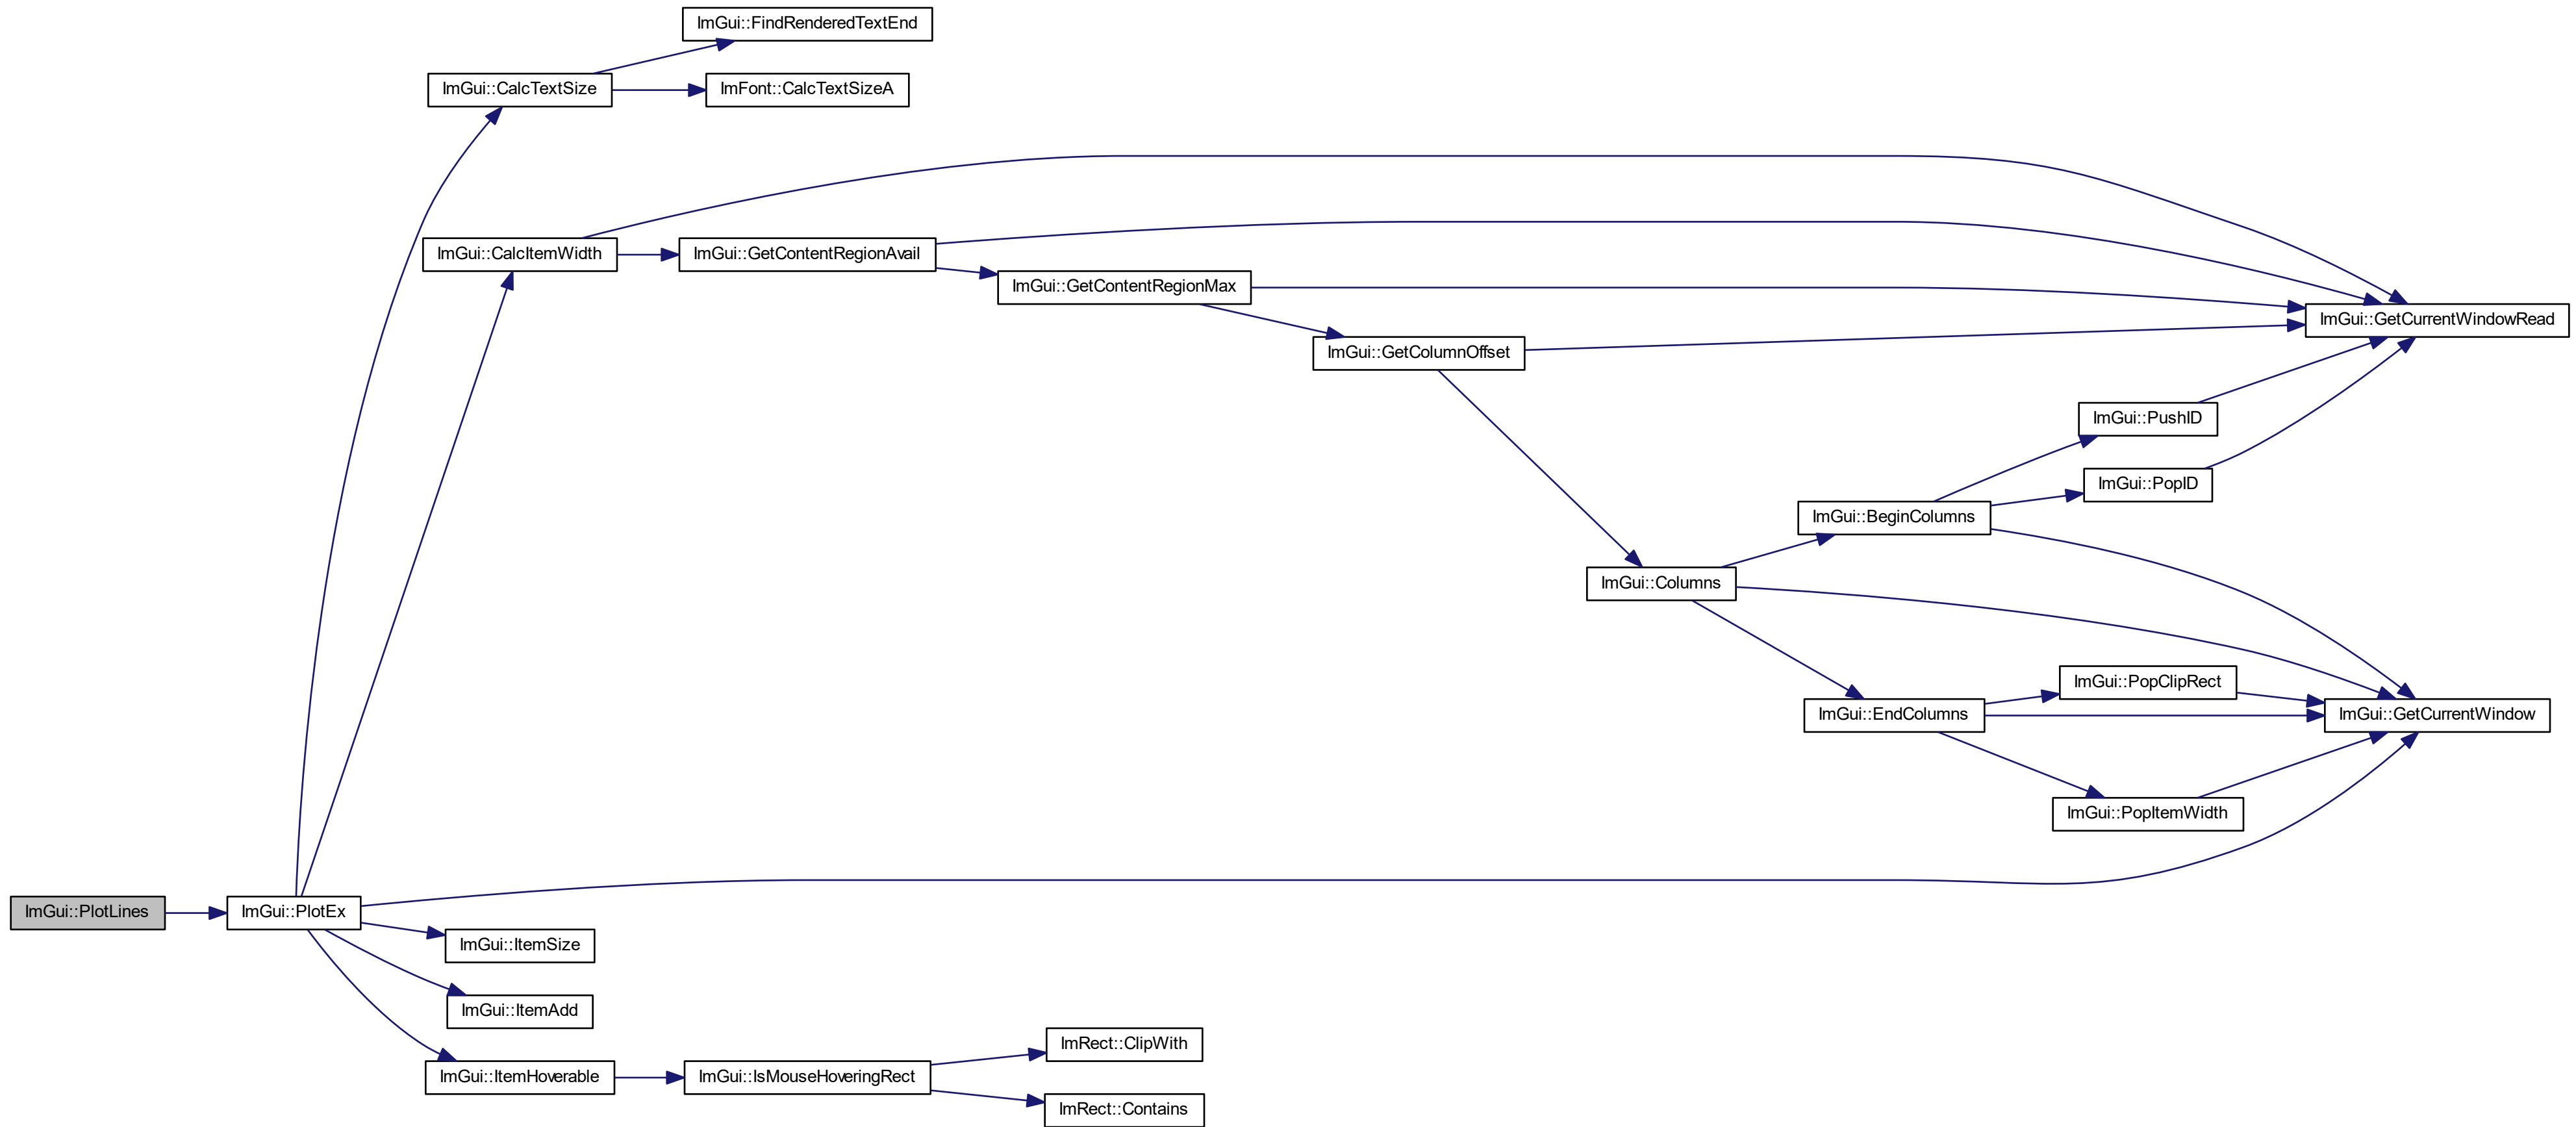 ImGui::FindRenderedTextEnd
ImGui::CalcTextSize
ImFont::CalcTextSizeA
ImGui::CalcItemWidth
ImGui::GetContentRegionAvail
ImGui::GetContentRegionMax
ImGui::GetCurrentWindowRead
ImGui::GetColumnOffset
ImGui::PushID
ImGui::PopID
ImGui::BeginColumns
ImGui::Columns
ImGui::PopClipRect
ImGui::EndColumns
ImGui::GetCurrentWindow
ImGui::PopItemWidth
ImGui::PlotLines
ImGui::PlotEx
ImGui::ItemSize
ImGui::ItemAdd
ImRect::ClipWith
ImGui::ItemHoverable
ImGui::IsMouseHoveringRect
ImRect::Contains